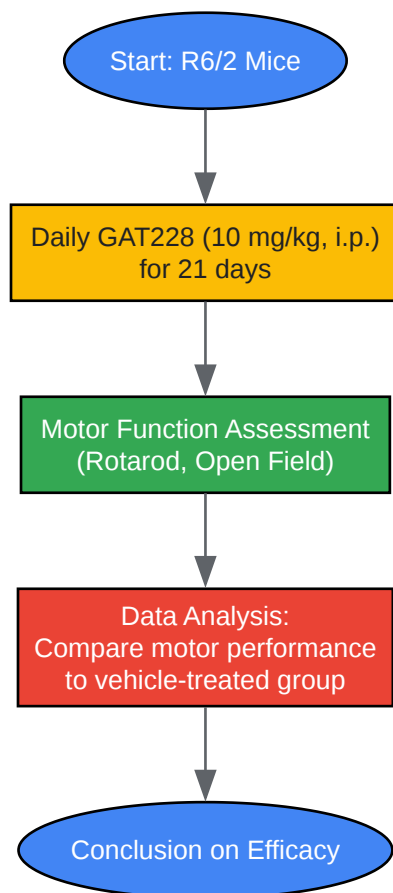 Start: R6/2 Mice
Daily GAT228 (10 mg/kg, i.p.)
for 21 days
Motor Function Assessment
(Rotarod, Open Field)
Data Analysis:
Compare motor performance
to vehicle-treated group
Conclusion on Efficacy